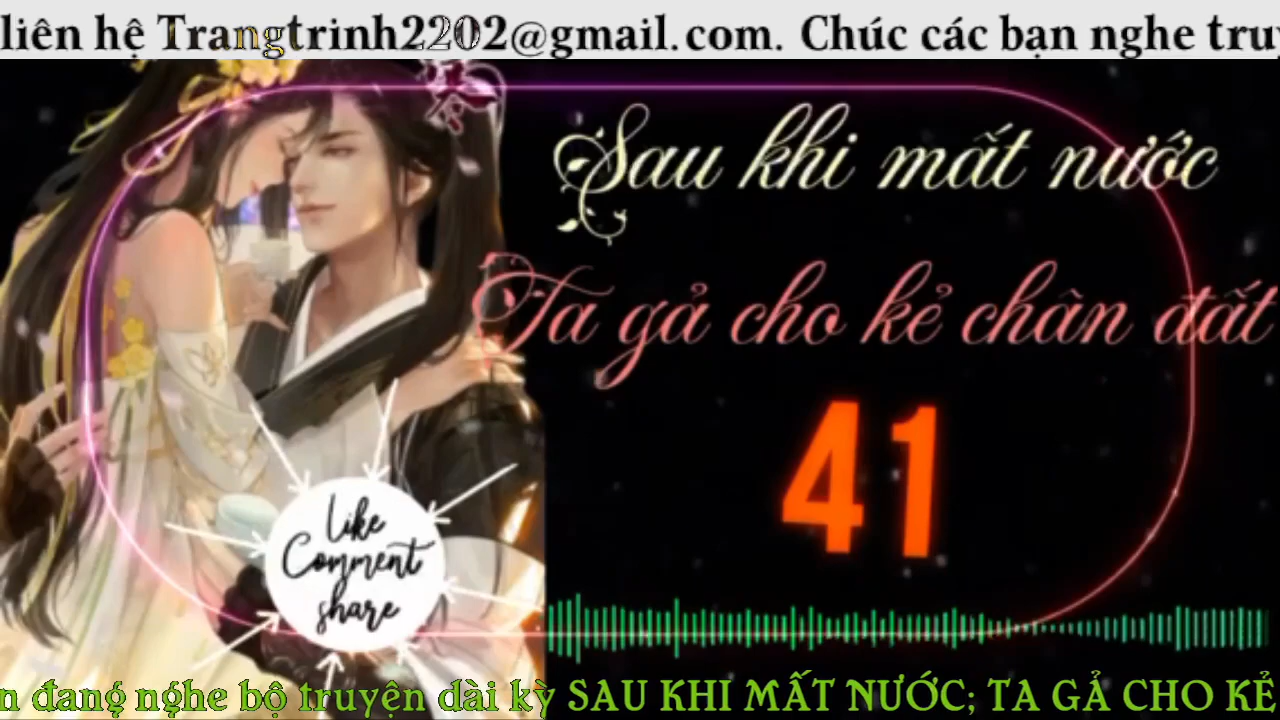 liên hệ Trangtrinh2202@gmail.com. Chúc các bạn nghe truy
Sau khi mất nước
Ta gả cho kẻ chân đất
41
like
Comment
share
n đang nghe bộ truyện dài kỳ SAU KHI MẤT NƯỚC; TA GẢ CHO KẺ